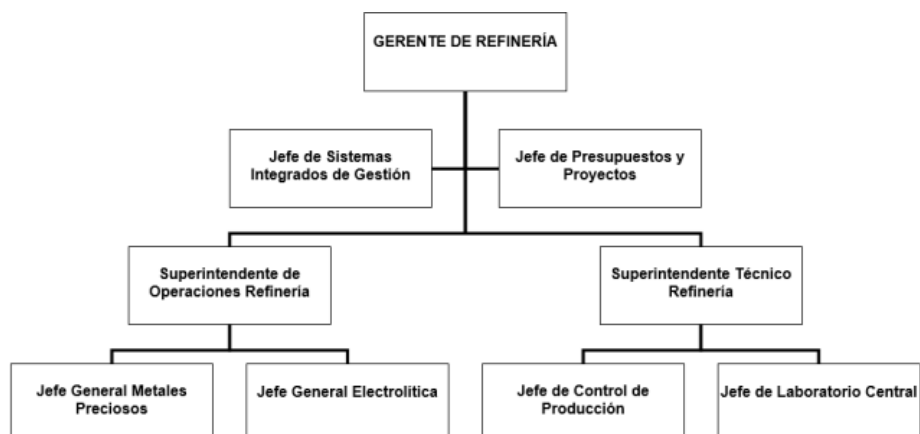 GERENTE DE REFINERÍA
Jefe de Sistemas
Integrados de Gestión
Jefe de Presupuestos y
Proyectos
Superintendente de
Operaciones Refinería
Superintendente Técnico
Refinería
Jefe General Metales
Preciosos
Jefe General Electrolítica
Jefe de Control de
Producción
Jefe de Laboratorio Central